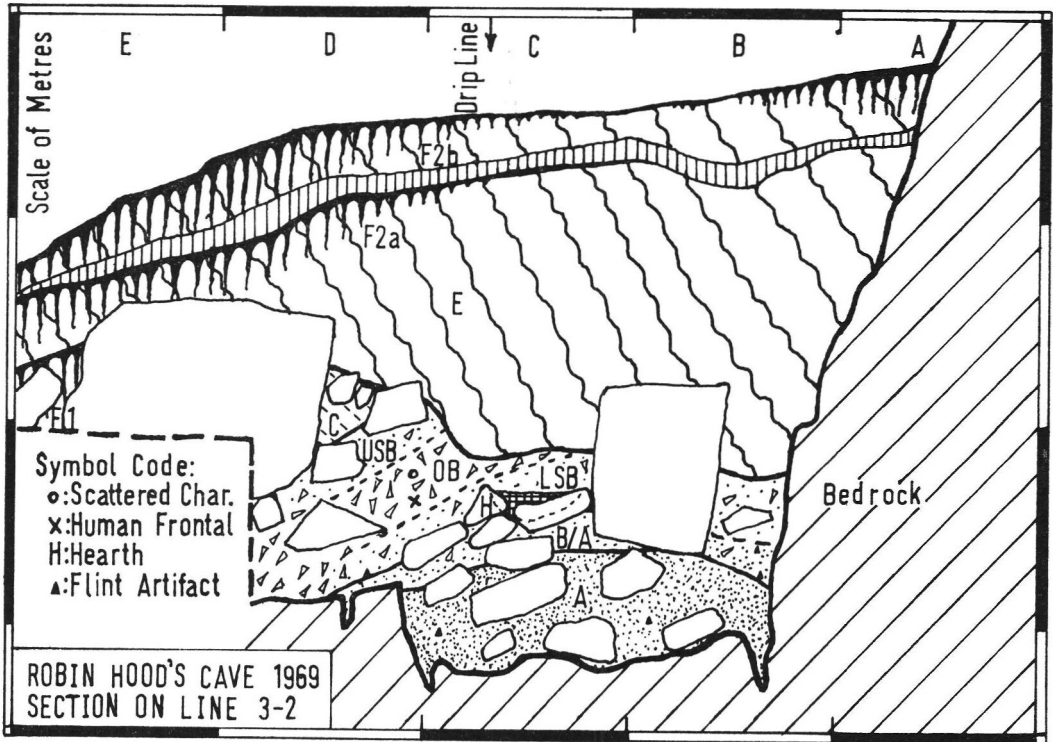 E D C B A
Scale of Metres
Drip Line
F2b
F2a
E
F1
C
USB
OB
LSB
H
B/A
A
Bedrock
Symbol Code:
o:Scattered Char.
x:Human Frontal
H:Hearth
▲:Flint Artifact
ROBIN HOOD'S CAVE 1969
SECTION ON LINE 3-2